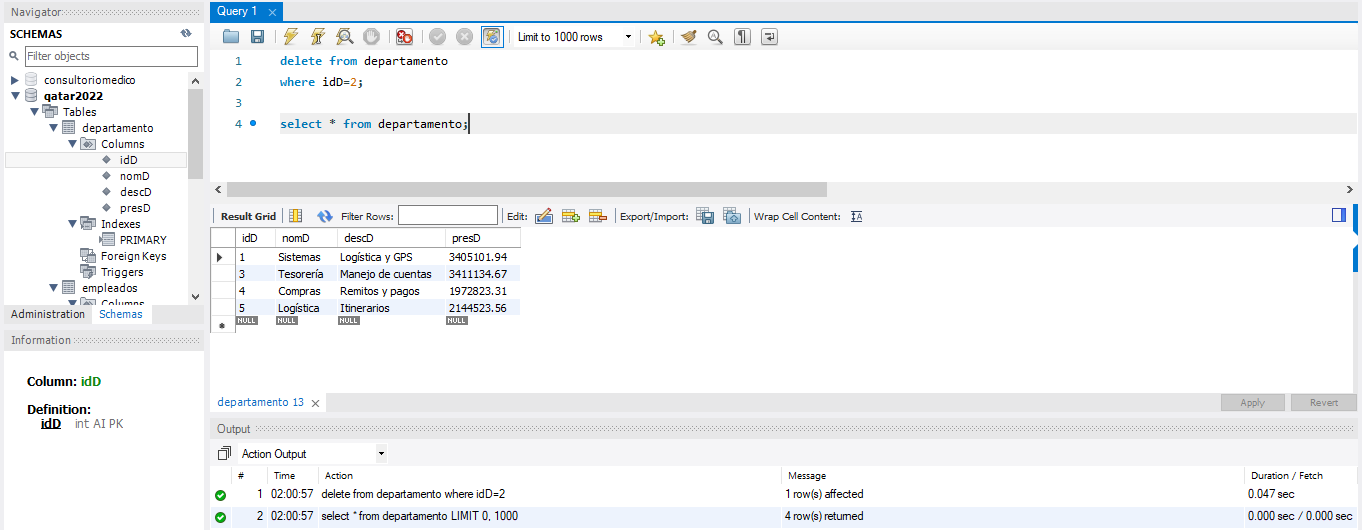 Navigator
SCHEMAS
Filter objects
consultoriomedico
qatar2022
Tables
departamento
Columns
idD
nomD
descD
presD
Indexes
PRIMARY
Foreign Keys
Triggers
empleados
Columns
Administration Schemas
Information
Column: idD
Definition:
idD int AI PK
Query 1
Limit to 1000 rows
1 delete from departamento
2 where idD=2;
3
4 select * from departamento;
Result Grid Filter Rows: Edit: Export/Import: Wrap Cell Content:
idD nomD descD presD
1 Sistemas Logística y GPS 3405101.94
3 Tesorería Manejo de cuentas 3411134.67
4 Compras Remitos y pagos 1972823.31
5 Logística Itinerarios 2144523.56
NULL NULL NULL NULL
departamento 13 Apply Revert
Output
Action Output
# Time Action Message Duration / Fetch
1 02:00:57 delete from departamento where idD=2 1 row(s) affected 0.047 sec
2 02:00:57 select * from departamento LIMIT 0, 1000 4 row(s) returned 0.000 sec / 0.000 sec